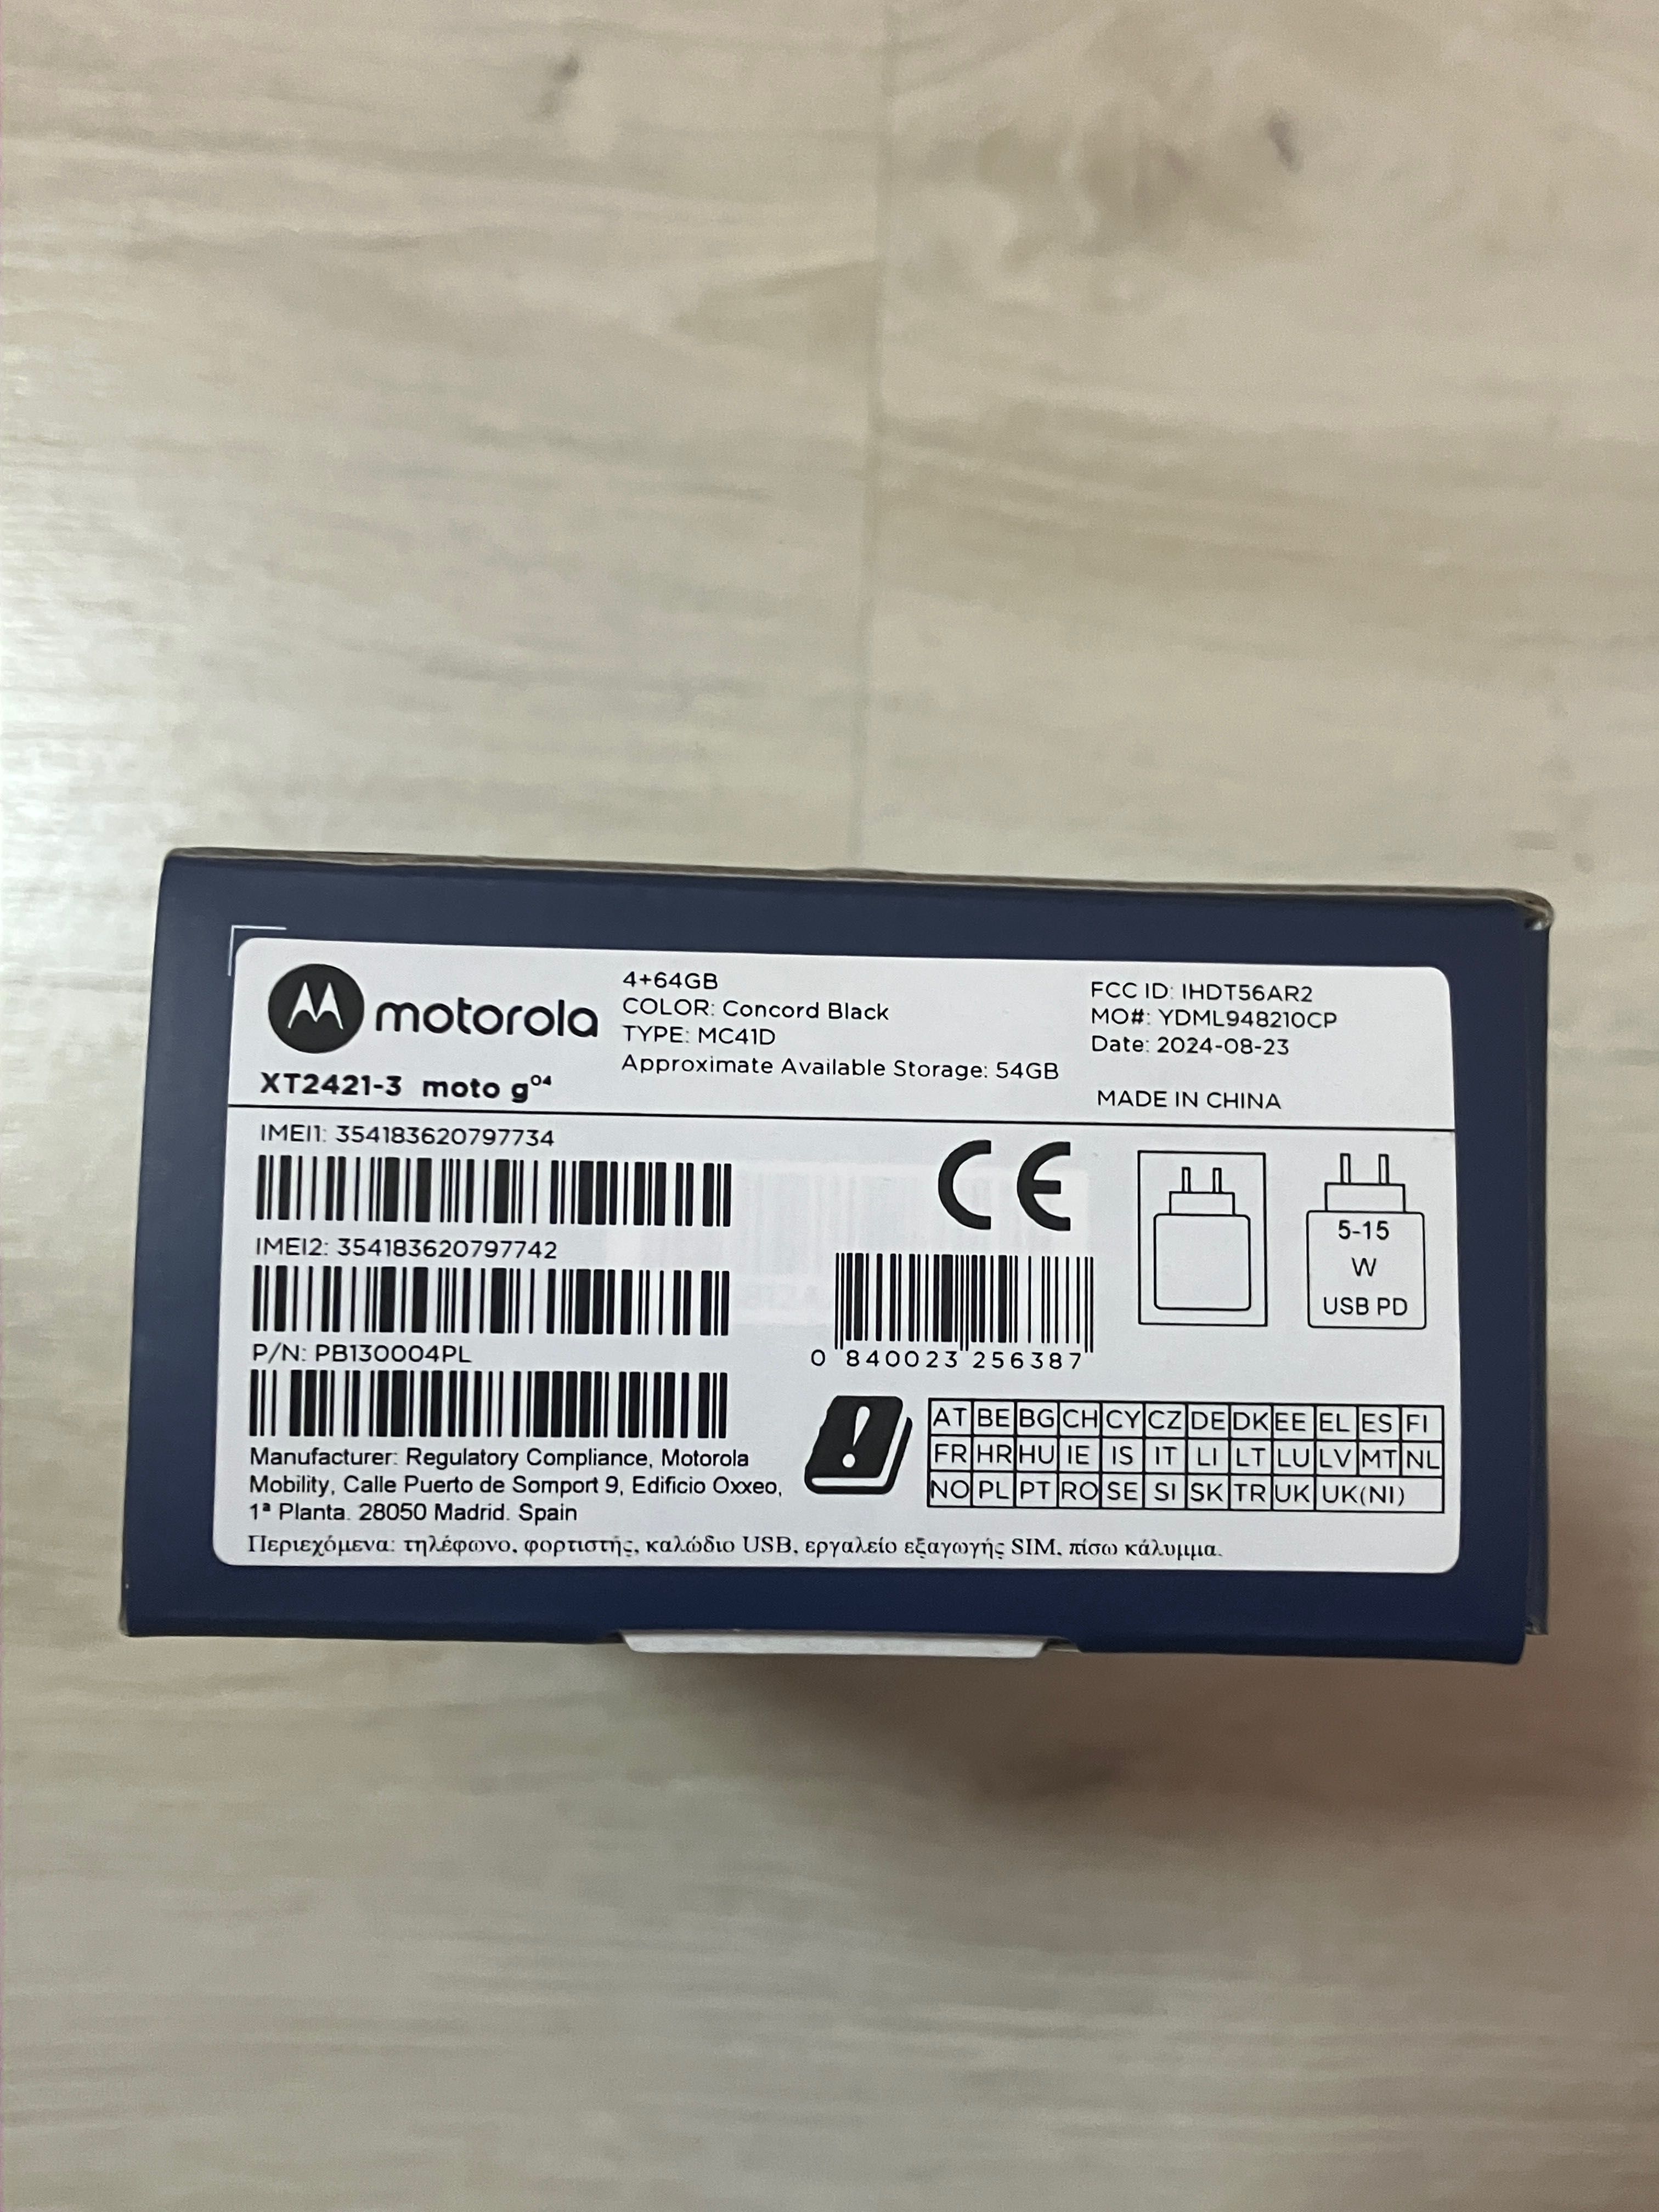 motorola
XT2421-3 moto g04
4+64GB
COLOR: Concord Black
TYPE: MC41D
Approximate Available Storage: 54GB
FCC ID: IHDT56AR2
MO#: YDML948210CP
Date: 2024-08-23
MADE IN CHINA
IMEI1: 354183620797734
IMEI2: 354183620797742
P/N: PB130004PL
Manufacturer: Regulatory Compliance, Motorola
Mobility, Calle Puerto de Somport 9, Edificio Oxxeo,
1ª Planta. 28050 Madrid. Spain
CE
0 840023 256387
5-15
W
USB PD
AT BE BG CH CY CZ DE DK EE EL ES FI
FR HR HU IE IS IT LI LT LU LV MT NL
NO PL PT RO SE SI SK TR UK UK(NI)
Περιεχόμενα: τηλέφωνο, φορτιστής, καλώδιο USB, εργαλείο εξαγωγής SIM, πίσω κάλυμμα.